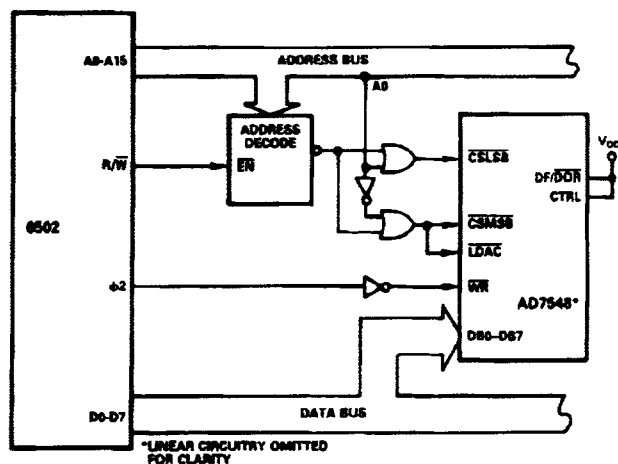 A0-A15
ADDRESS BUS
A0
ADDRESS
DECODE
EN
R/W
6502
CSLSB
CSMSB
LDAC
WR
VDD
DF/DOR
CTRL
AD7548*
φ2
DB0–DB7
D0-D7
DATA BUS
*LINEAR CIRCUITRY OMITTED
FOR CLARITY